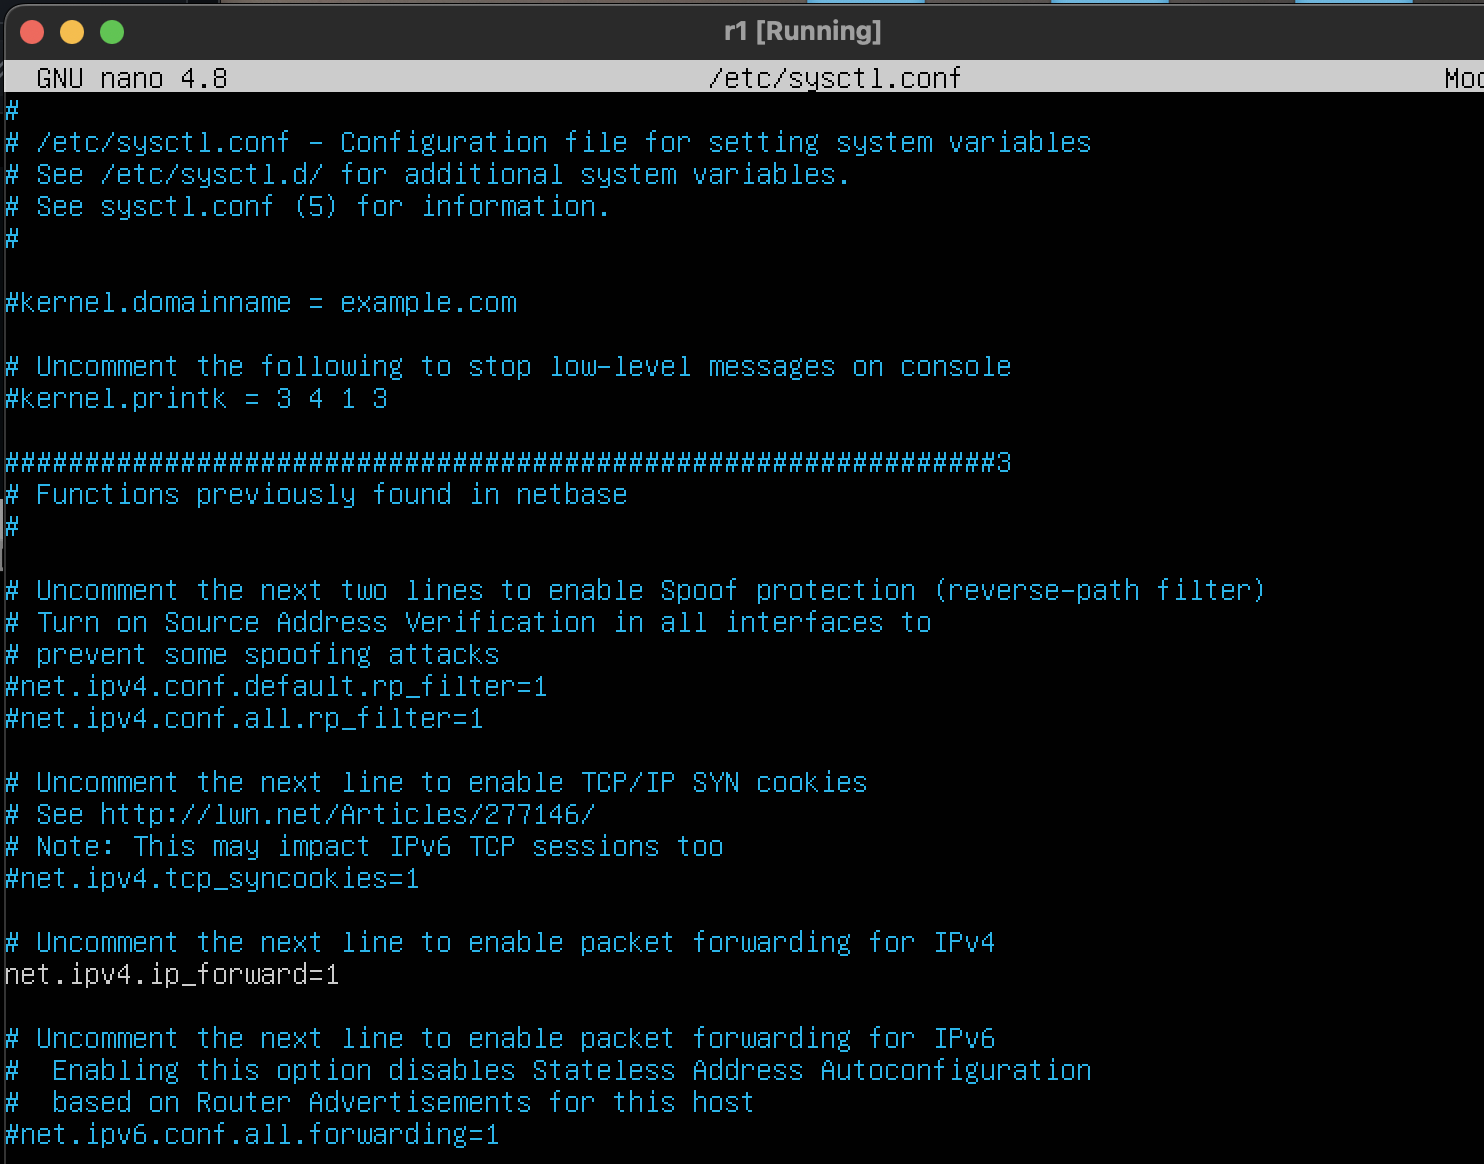 r1 [Running]
GNU nano 4.8 /etc/sysctl.conf
#
# /etc/sysctl.conf - Configuration file for setting system variables
# See /etc/sysctl.d/ for additional system variables.
# See sysctl.conf (5) for information.
#
#kernel.domainname = example.com
# Uncomment the following to stop low-level messages on console
#kernel.printk = 3 4 1 3
##############################################################3
# Functions previously found in netbase
#
# Uncomment the next two lines to enable Spoof protection (reverse-path filter)
# Turn on Source Address Verification in all interfaces to
# prevent some spoofing attacks
#net.ipv4.conf.default.rp_filter=1
#net.ipv4.conf.all.rp_filter=1
# Uncomment the next line to enable TCP/IP SYN cookies
# See http://lwn.net/Articles/277146/
# Note: This may impact IPv6 TCP sessions too
#net.ipv4.tcp_syncookies=1
# Uncomment the next line to enable packet forwarding for IPv4
net.ipv4.ip_forward=1
# Uncomment the next line to enable packet forwarding for IPv6
#  Enabling this option disables Stateless Address Autoconfiguration
#  based on Router Advertisements for this host
#net.ipv6.conf.all.forwarding=1